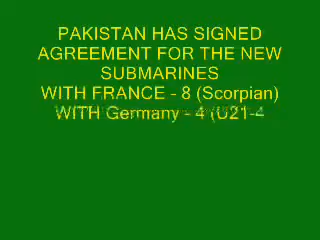 PAKISTAN HAS SIGNED
AGREEMENT FOR THE NEW
SUBMARINES
WITH FRANCE - 8 (Scorpian)
WITH Germany - 4 (U21-4